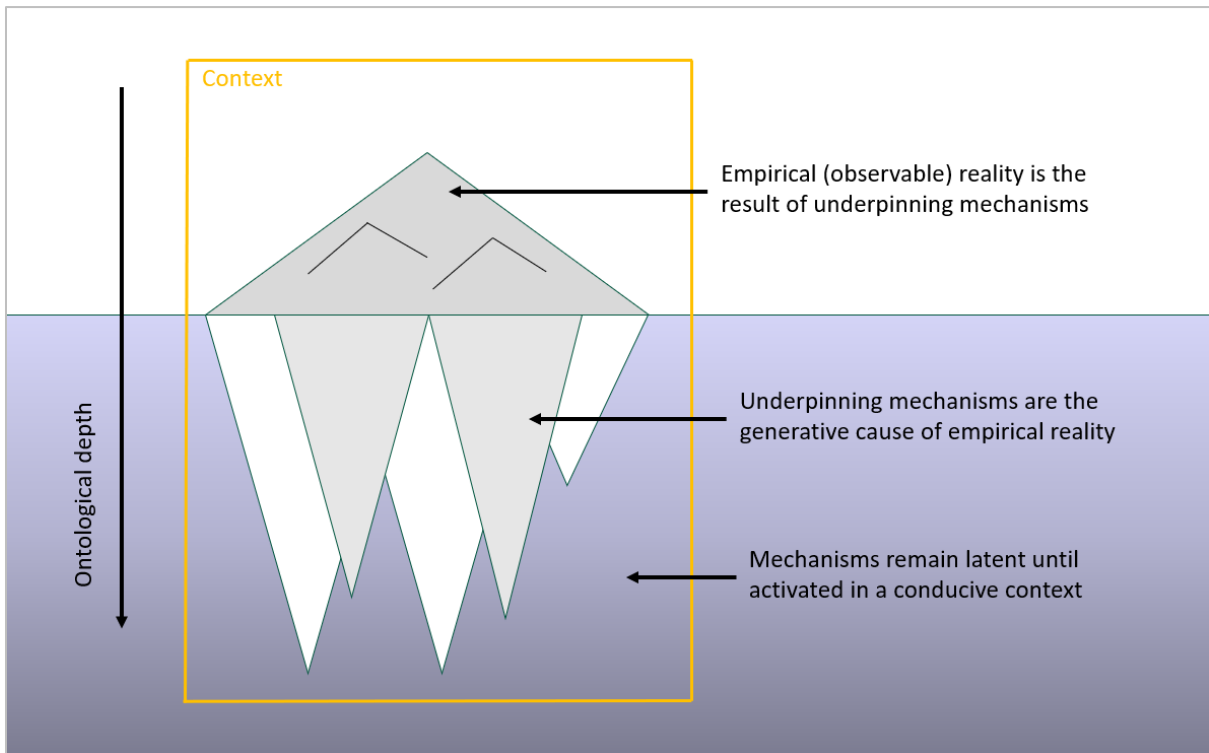 Context
Empirical (observable) reality is the
result of underpinning mechanisms
Ontological depth
Underpinning mechanisms are the
generative cause of empirical reality
Mechanisms remain latent until
activated in a conducive context